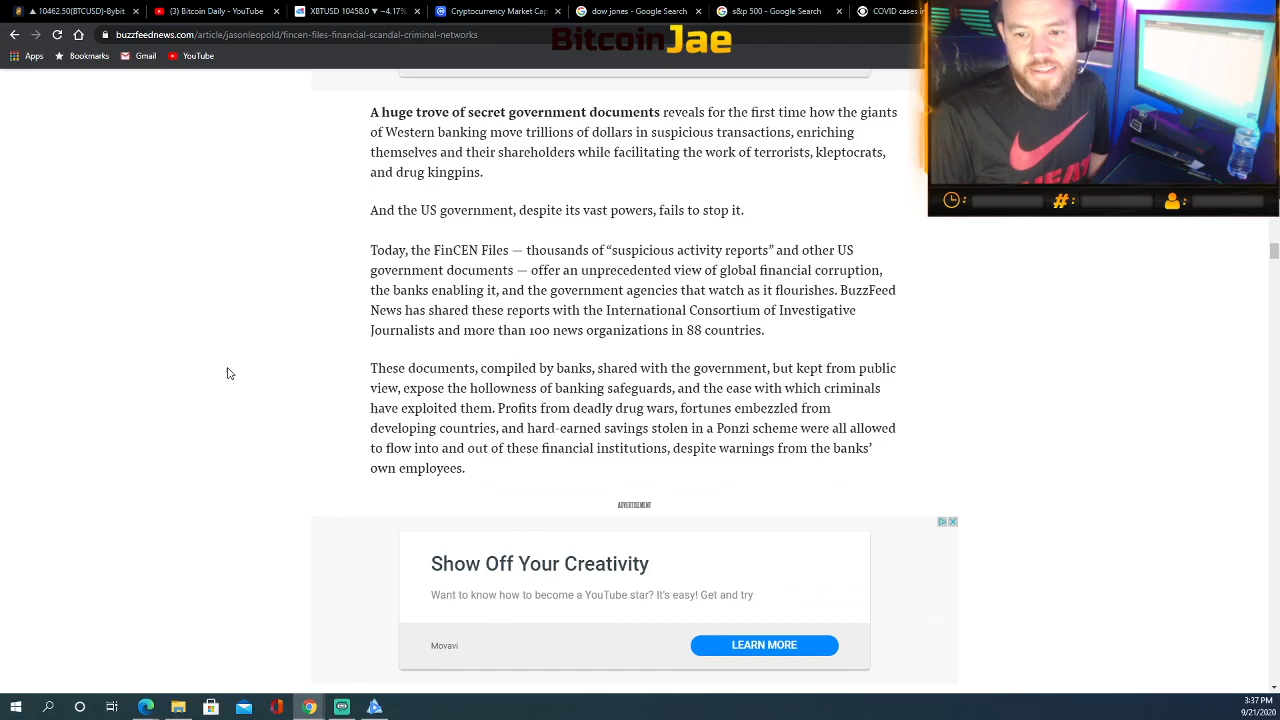 10462.50(BTCUSD)-Bybit
(3) Bitcoin Daily - YouTube
XBTUSD 10458.0 ▼ −4.17%
Cryptocurrency Market Cap
dow jones - Google Search
s&p 500 - Google Search
COVID cases in
BitcoinJae
Apps
Bookmarks
Gmail
YouTube
A huge trove of secret government documents reveals for the first time how the giants
of Western banking move trillions of dollars in suspicious transactions, enriching
themselves and their shareholders while facilitating the work of terrorists, kleptocrats,
and drug kingpins.
And the US government, despite its vast powers, fails to stop it.
Today, the FinCEN Files — thousands of “suspicious activity reports” and other US
government documents — offer an unprecedented view of global financial corruption,
the banks enabling it, and the government agencies that watch as it flourishes. BuzzFeed
News has shared these reports with the International Consortium of Investigative
Journalists and more than 100 news organizations in 88 countries.
These documents, compiled by banks, shared with the government, but kept from public
view, expose the hollowness of banking safeguards, and the ease with which criminals
have exploited them. Profits from deadly drug wars, fortunes embezzled from
developing countries, and hard-earned savings stolen in a Ponzi scheme were all allowed
to flow into and out of these financial institutions, despite warnings from the banks’
own employees.
ADVERTISEMENT
Show Off Your Creativity
Want to know how to become a YouTube star? It's easy! Get and try
Movavi
LEARN MORE
3:37 PM
9/21/2020